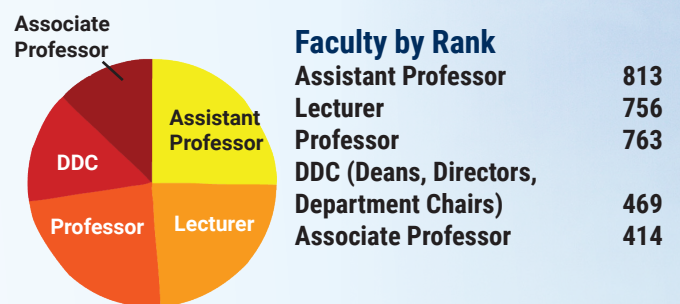 Associate
Professor
Assistant
Professor
DDC
Professor
Lecturer
Faculty by Rank
Assistant Professor 813
Lecturer 756
Professor 763
DDC (Deans, Directors,
Department Chairs) 469
Associate Professor 414